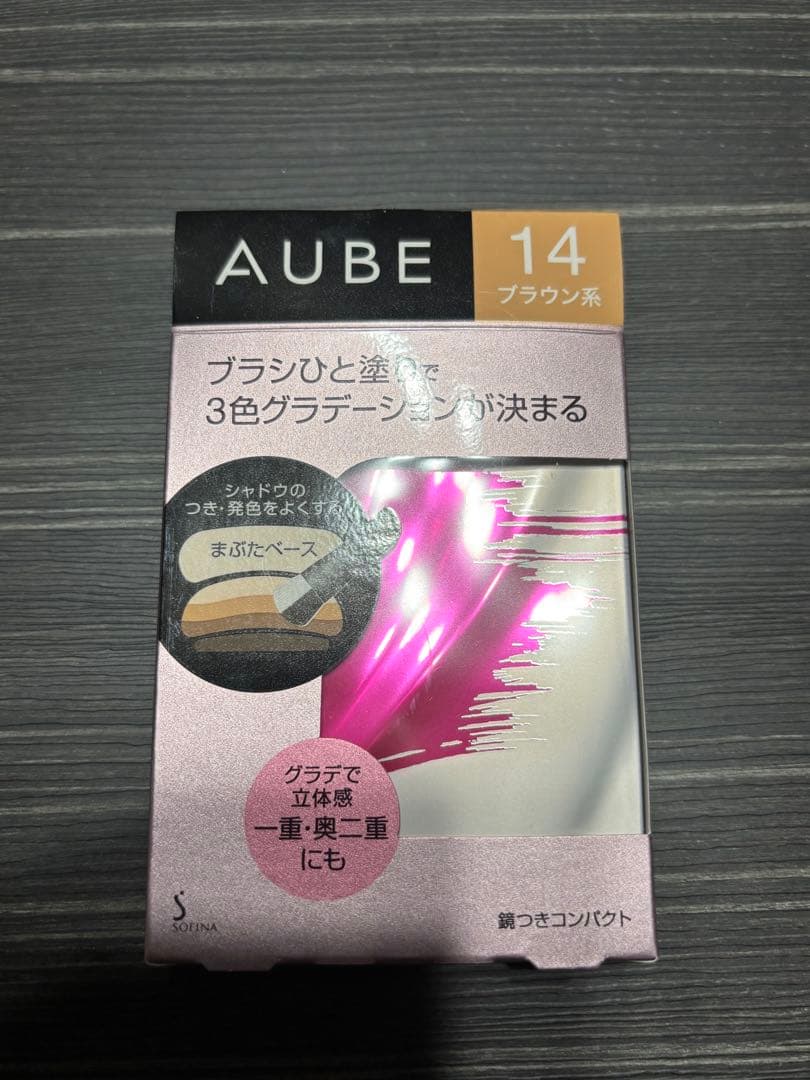 AUBE
14
ブラウン系
ブラシひと塗りで
3色グラデーションが決まる
シャドウの
つき・発色をよくする
まぶたベース
グラデで
立体感
一重・奥二重
にも
SOFINA
鏡つきコンパクト